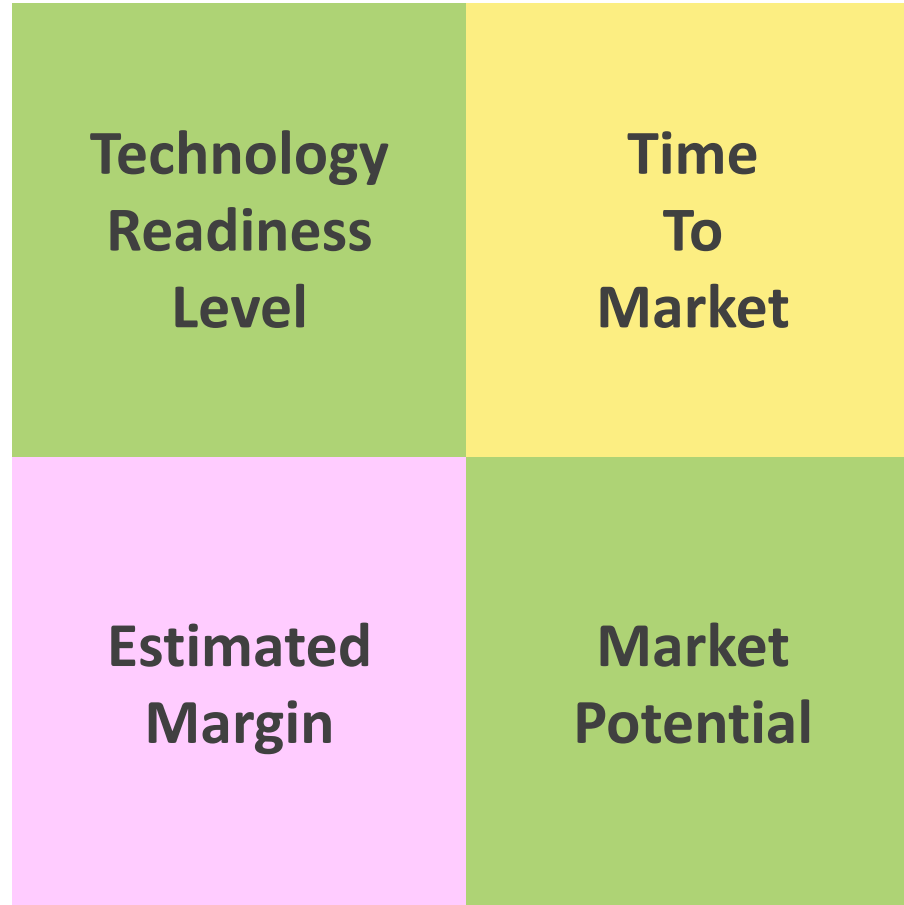 Technology
Readiness
Level
Time
To
Market
Estimated
Margin
Market
Potential